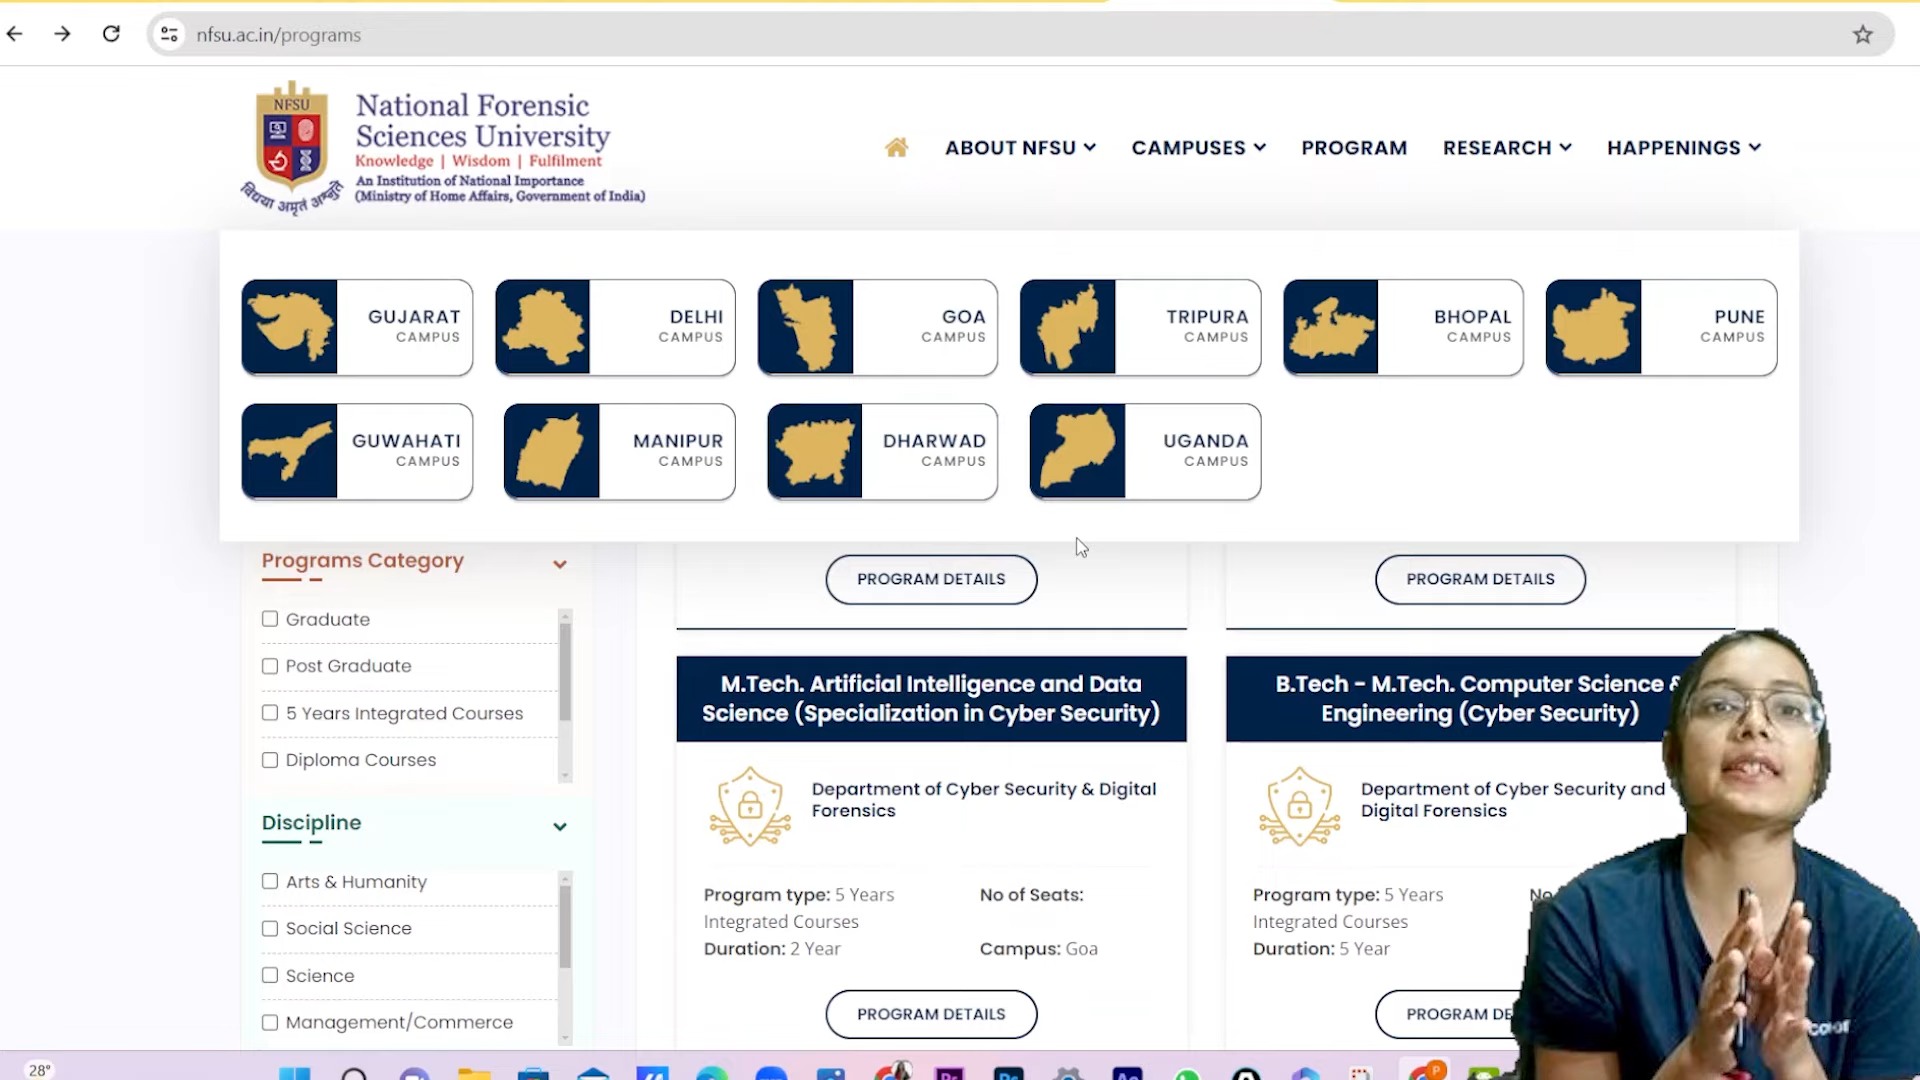 nfsu.ac.in/programs
NFSU
National Forensic
Sciences University
Knowledge | Wisdom | Fulfilment
An Institution of National Importance
(Ministry of Home Affairs, Government of India)
विद्यया अमृतं अश्नुते
ABOUT NFSU
CAMPUSES
PROGRAM
RESEARCH
HAPPENINGS
GUJARAT
CAMPUS
DELHI
CAMPUS
GOA
CAMPUS
TRIPURA
CAMPUS
BHOPAL
CAMPUS
PUNE
CAMPUS
GUWAHATI
CAMPUS
MANIPUR
CAMPUS
DHARWAD
CAMPUS
UGANDA
CAMPUS
Programs Category
Graduate
Post Graduate
5 Years Integrated Courses
Diploma Courses
Discipline
Arts & Humanity
Social Science
Science
Management/Commerce
PROGRAM DETAILS
PROGRAM DETAILS
M.Tech. Artificial Intelligence and Data
Science (Specialization in Cyber Security)
Department of Cyber Security & Digital
Forensics
Program type: 5 Years
Integrated Courses
Duration: 2 Year
No of Seats:
Campus: Goa
PROGRAM DETAILS
B.Tech - M.Tech. Computer Science &
Engineering (Cyber Security)
Department of Cyber Security and
Digital Forensics
Program type: 5 Years
Integrated Courses
Duration: 5 Year
No
PROGRAM DE
28°